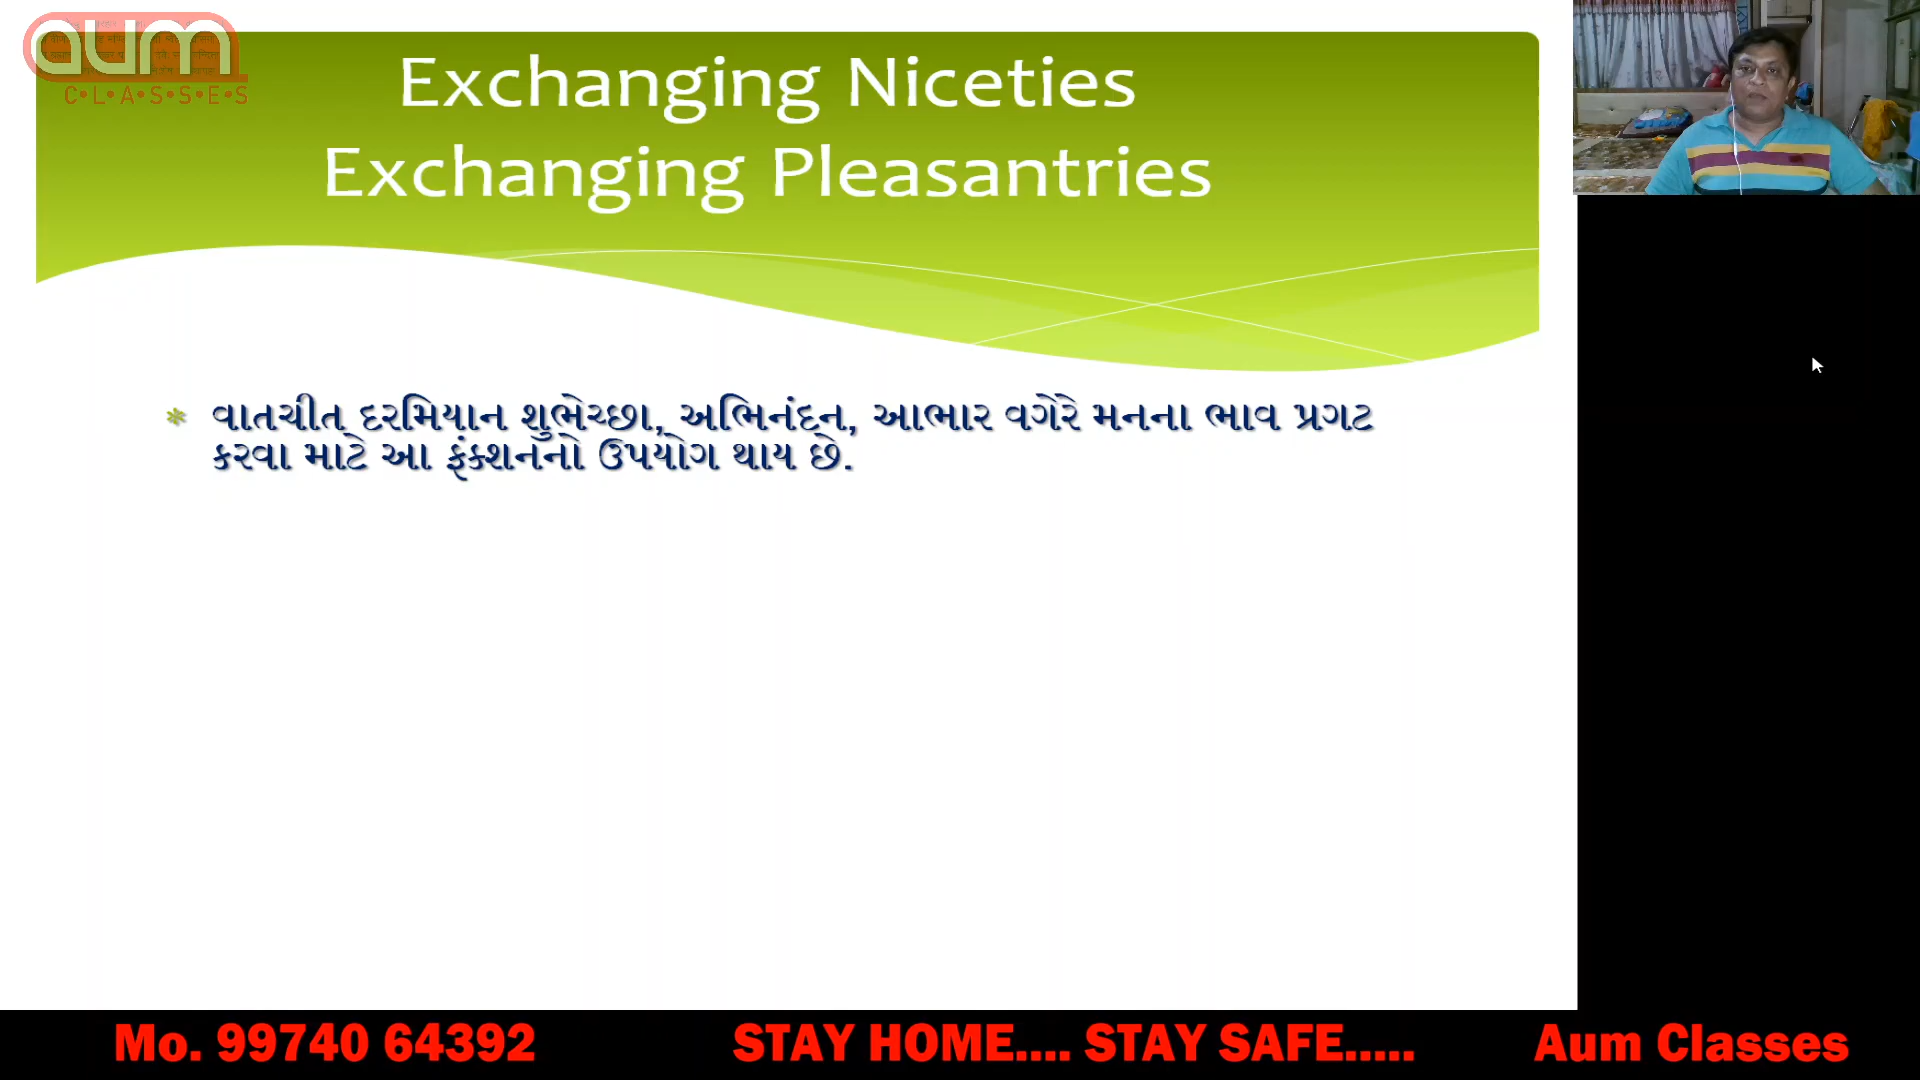 aum
C•L•A•S•S•E•S
Exchanging Niceties
Exchanging Pleasantries
* વાતચીત દરમિયાન શુભેચ્છા, અભિનંદન, આભાર વગેરે મનના ભાવ પ્રગટ
કરવા માટે આ ફંક્શનનો ઉપયોગ થાય છે.
Mo. 99740 64392 STAY HOME.... STAY SAFE..... Aum Classes